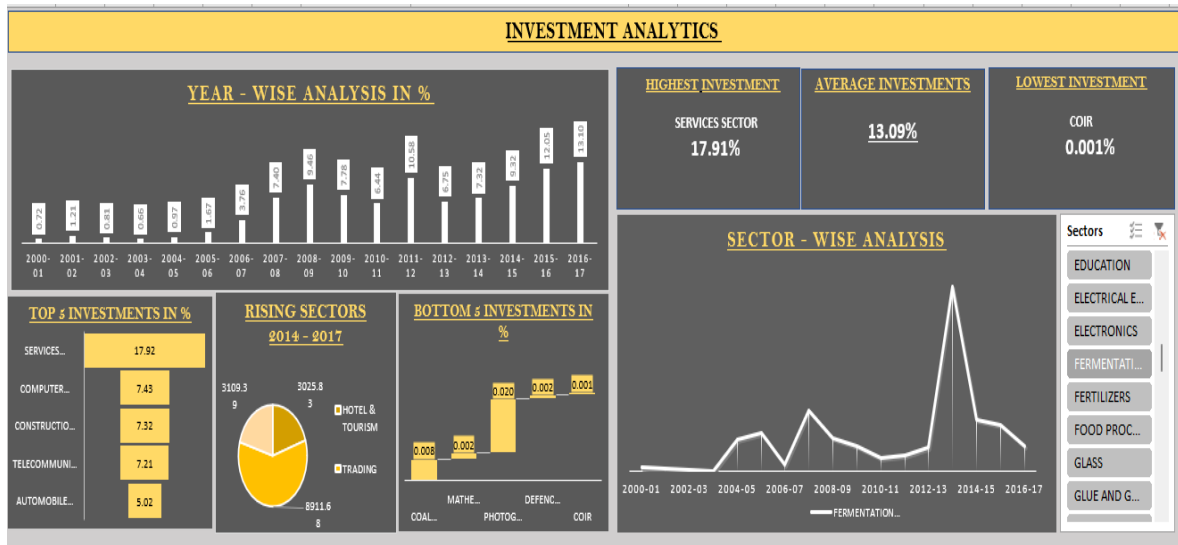 INVESTMENT ANALYTICS
YEAR - WISE ANALYSIS IN %
0.72 1.21 0.81 0.66 0.97 1.67 3.76 7.40 9.46 7.78 6.44 10.58 6.75 7.32 9.32 12.05 13.10
2000- 2001- 2002- 2003- 2004- 2005- 2006- 2007- 2008- 2009- 2010- 2011- 2012- 2013- 2014- 2015- 2016-
01 02 03 04 05 06 07 08 09 10 11 12 13 14 15 16 17
HIGHEST INVESTMENT
SERVICES SECTOR
17.91%
AVERAGE INVESTMENTS
13.09%
LOWEST INVESTMENT
COIR
0.001%
TOP 5 INVESTMENTS IN %
SERVICES... 17.92
COMPUTER... 7.43
CONSTRUCTIO... 7.32
TELECOMMUNI... 7.21
AUTOMOBILE... 5.02
RISING SECTORS
2014 - 2017
3109.3
9
3025.8
3
HOTEL &
TOURISM
TRADING
8911.6
8
BOTTOM 5 INVESTMENTS IN
%
0.008 0.002 0.020 0.002 0.001
MATHE... DEFENC...
COAL... PHOTOG... COIR
SECTOR - WISE ANALYSIS
2000-01 2002-03 2004-05 2006-07 2008-09 2010-11 2012-13 2014-15 2016-17
FERMENTATION...
Sectors
EDUCATION
ELECTRICAL E...
ELECTRONICS
FERMENTATI...
FERTILIZERS
FOOD PROC...
GLASS
GLUE AND G...